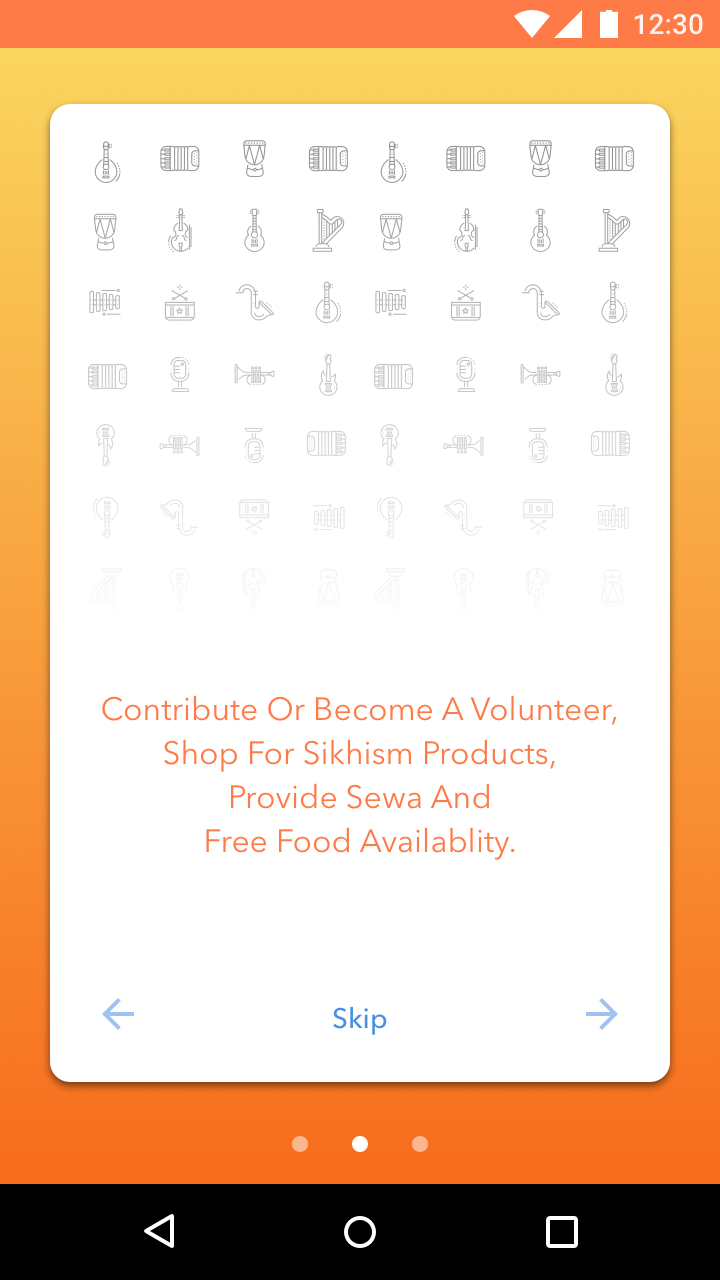 12:30
Contribute Or Become A Volunteer,
Shop For Sikhism Products,
Provide Sewa And
Free Food Availablity.
Skip